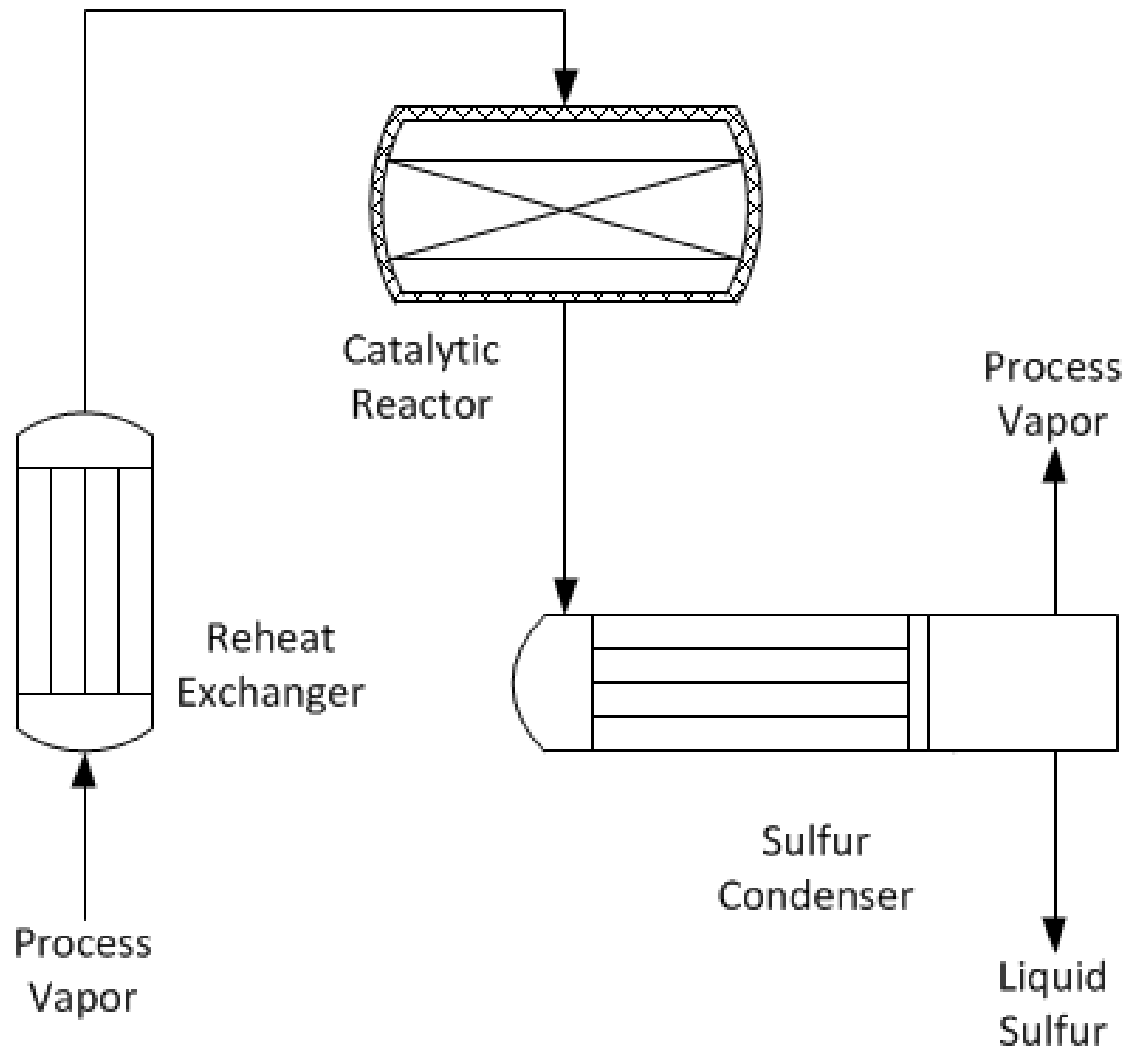 Catalytic
Reactor
Process
Vapor
Reheat
Exchanger
Sulfur
Condenser
Process
Vapor
Liquid
Sulfur